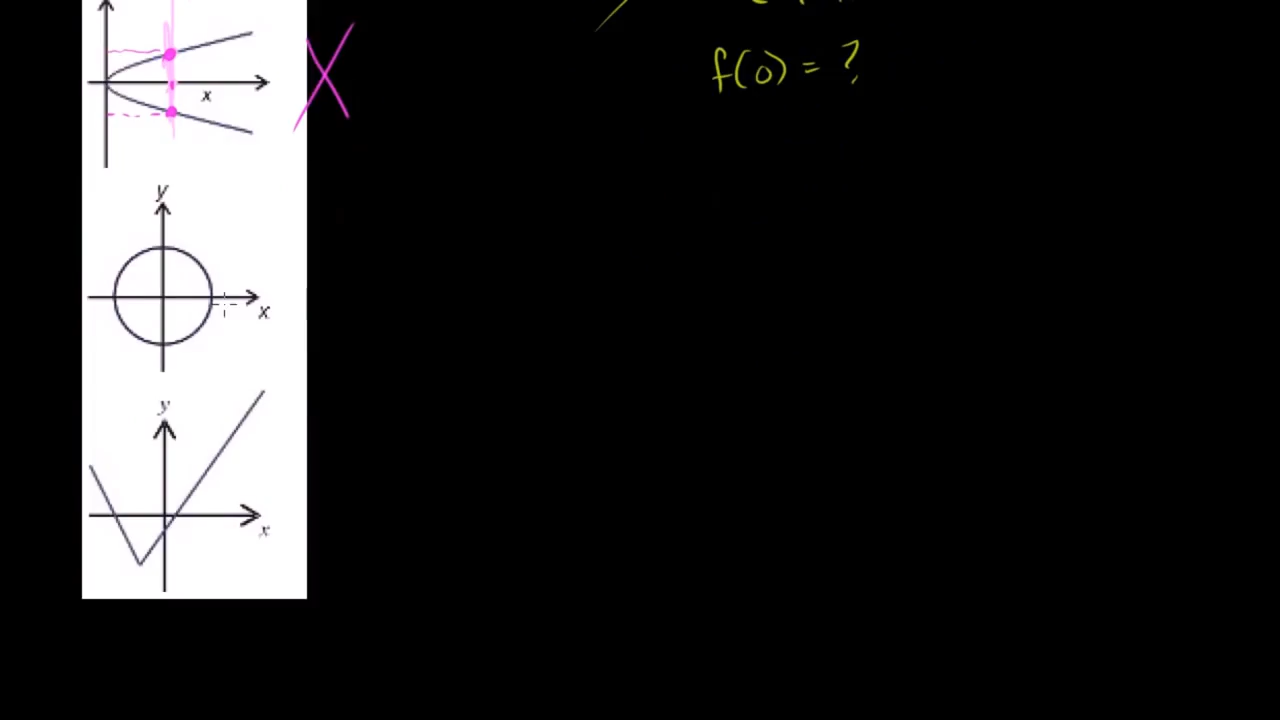 f(0) = ?
x
y
x
y
x